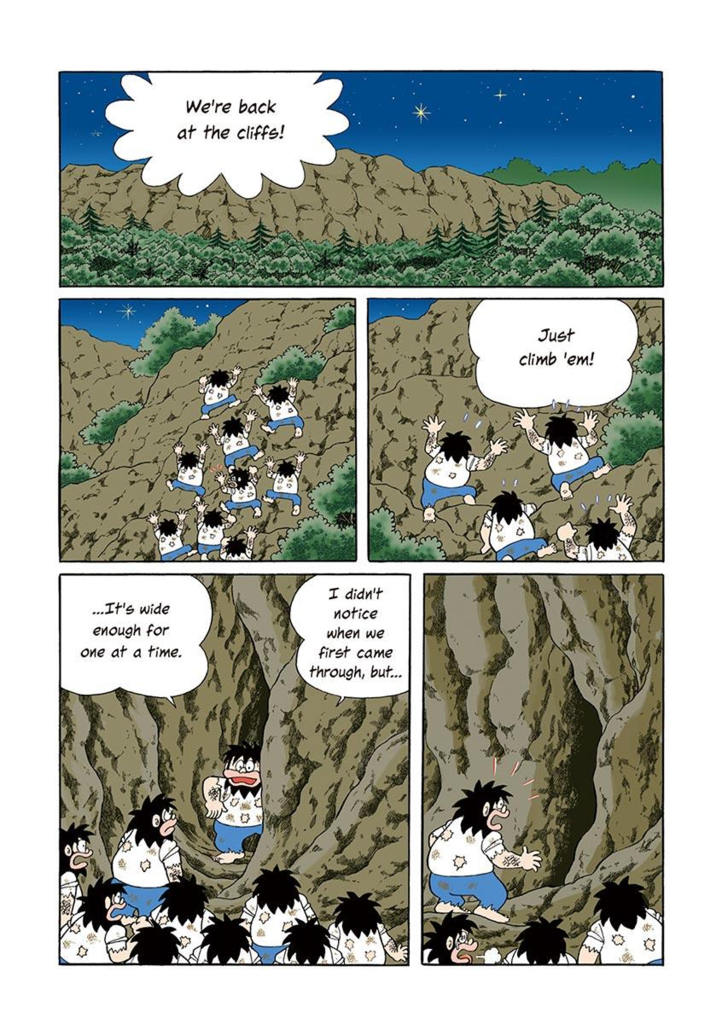 We're back
at the cliffs!
Just
climb 'em!
I didn't
notice
when we
first came
through, but...
...It's wide
enough for
one at a time.